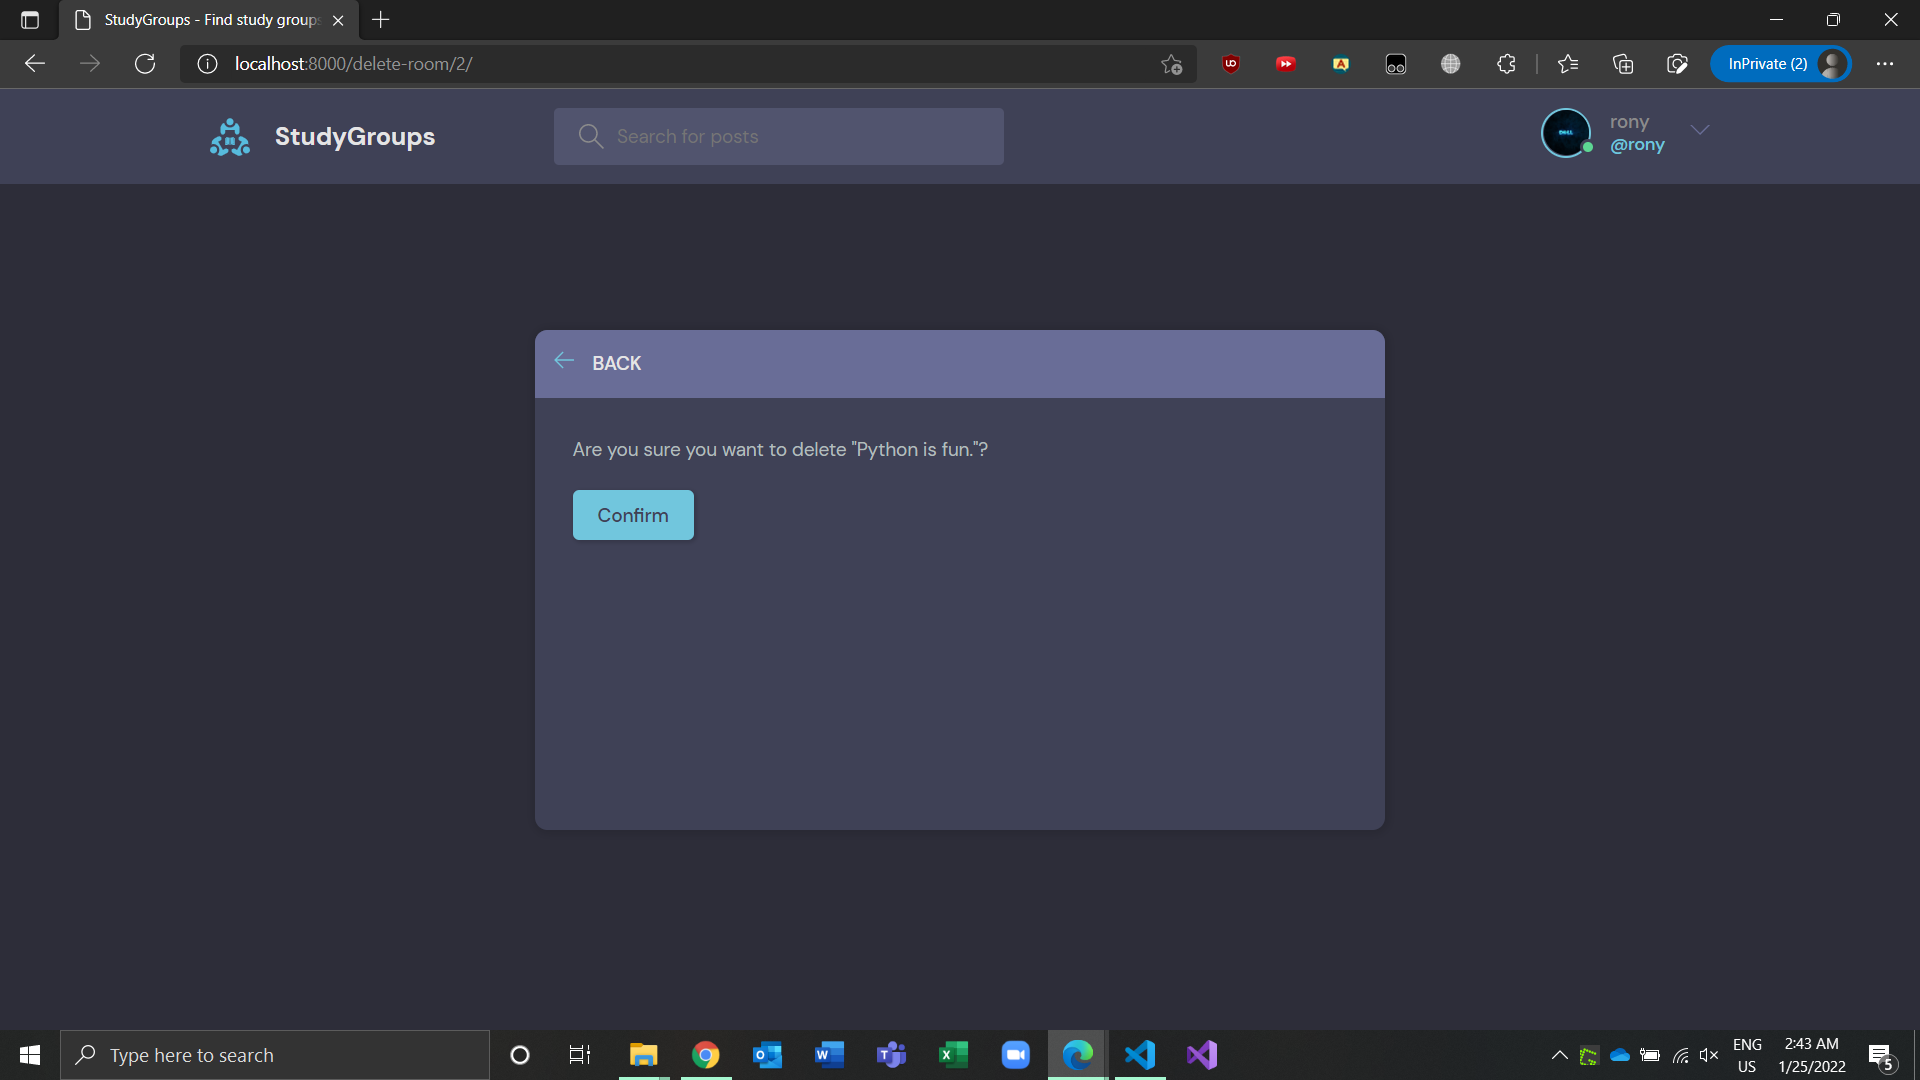 StudyGroups - Find study groups
localhost:8000/delete-room/2/
InPrivate (2)
StudyGroups
Search for posts
rony
@rony
BACK
Are you sure you want to delete "Python is fun."?
Confirm
Type here to search
ENG
US
2:43 AM
1/25/2022
5